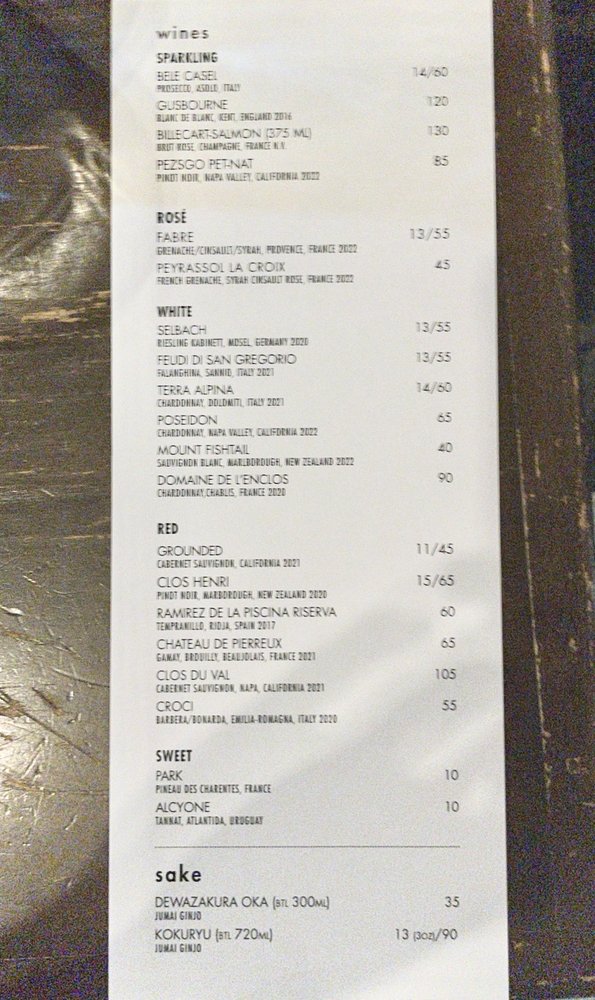 wines
SPARKLING
BELE CASEL 14/60
PROSECCO, ASOLO, ITALY
GUSBOURNE 120
BLANC DE BLANC, KENT, ENGLAND 2016
BILLECART-SALMON (375 ML) 130
BRUT ROSE, CHAMPAGNE, FRANCE N.V.
PEZSGO PET-NAT 85
PINOT NOIR, NAPA VALLEY, CALIFORNIA 2022
ROSÉ
FABRE 13/55
GRENACHE/CINSAULT/SYRAH, PROVENCE, FRANCE 2022
PEYRASSOL LA CROIX 45
FRENCH GRENACHE, SYRAH CINSAULT ROSE, FRANCE 2022
WHITE
SELBACH 13/55
RIESLING KABINETT, MOSEL, GERMANY 2020
FEUDI DI SAN GREGORIO 13/55
FALANGHINA, SANNIO, ITALY 2021
TERRA ALPINA 14/60
CHARDONNAY, DOLOMITI, ITALY 2021
POSEIDON 65
CHARDONNAY, NAPA VALLEY, CALIFORNIA 2022
MOUNT FISHTAIL 40
SAUVIGNON BLANC, MARLBOROUGH, NEW ZEALAND 2022
DOMAINE DE L'ENCLOS 90
CHARDONNAY,CHABLIS, FRANCE 2020
RED
GROUNDED 11/45
CABERNET SAUVIGNON, CALIFORNIA 2021
CLOS HENRI 15/65
PINOT NOIR, MARBOROUGH, NEW ZEALAND 2020
RAMIREZ DE LA PISCINA RISERVA 60
TEMPRANILLO, RIOJA, SPAIN 2017
CHATEAU DE PIERREUX 65
GAMAY, BROUILLY, BEAUJOLAIS, FRANCE 2021
CLOS DU VAL 105
CABERNET SAUVIGNON, NAPA, CALIFORNIA 2021
CROCI 55
BARBERA/BONARDA, EMILIA-ROMAGNA, ITALY 2020
SWEET
PARK 10
PINEAU DES CHARENTES, FRANCE
ALCYONE 10
TANNAT, ATLANTIDA, URUGUAY
sake
DEWAZAKURA OKA (BTL 300ML) 35
JUMAI GINJO
KOKURYU (BTL 720ML) 13 (3OZ)/90
JUMAI GINJO